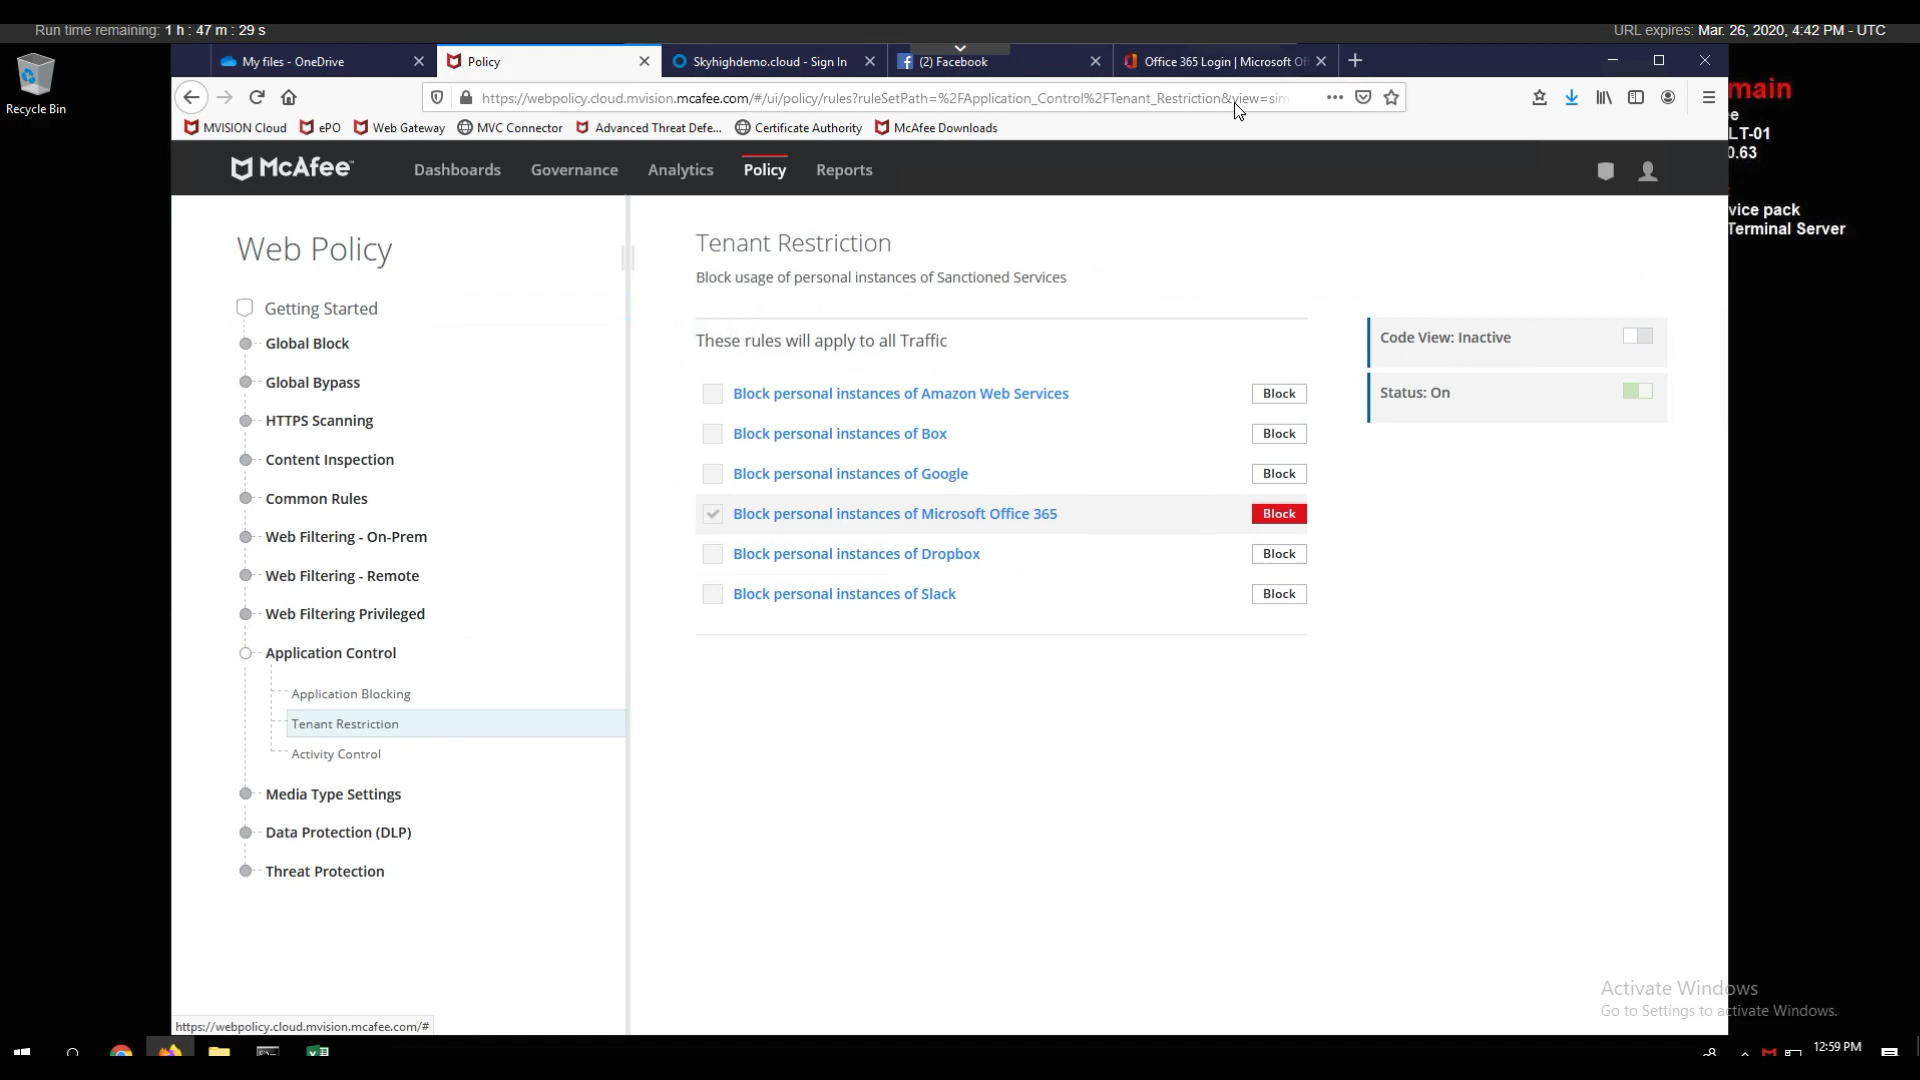 Run time remaining: 1 h : 47 m : 29 s
URL expires: Mar. 26, 2020, 4:42 PM - UTC
Recycle Bin
My files - OneDrive
Policy
Skyhighdemo.cloud - Sign In
(2) Facebook
Office 365 Login | Microsoft Of
https://webpolicy.cloud.mvision.mcafee.com/#/ui/policy/rules?ruleSetPath=%2FApplication_Control%2FTenant_Restriction&view=sim
MVISION Cloud
ePO
Web Gateway
MVC Connector
Advanced Threat Defe...
Certificate Authority
McAfee Downloads
main
e
LT-01
0.63
vice pack
Terminal Server
McAfee
Dashboards
Governance
Analytics
Policy
Reports
Web Policy
Getting Started
Global Block
Global Bypass
HTTPS Scanning
Content Inspection
Common Rules
Web Filtering - On-Prem
Web Filtering - Remote
Web Filtering Privileged
Application Control
Application Blocking
Tenant Restriction
Activity Control
Media Type Settings
Data Protection (DLP)
Threat Protection
Tenant Restriction
Block usage of personal instances of Sanctioned Services
These rules will apply to all Traffic
Block personal instances of Amazon Web Services Block
Block personal instances of Box Block
Block personal instances of Google Block
Block personal instances of Microsoft Office 365 Block
Block personal instances of Dropbox Block
Block personal instances of Slack Block
Code View: Inactive
Status: On
Activate Windows
Go to Settings to activate Windows.
https://webpolicy.cloud.mvision.mcafee.com/#
12:59 PM